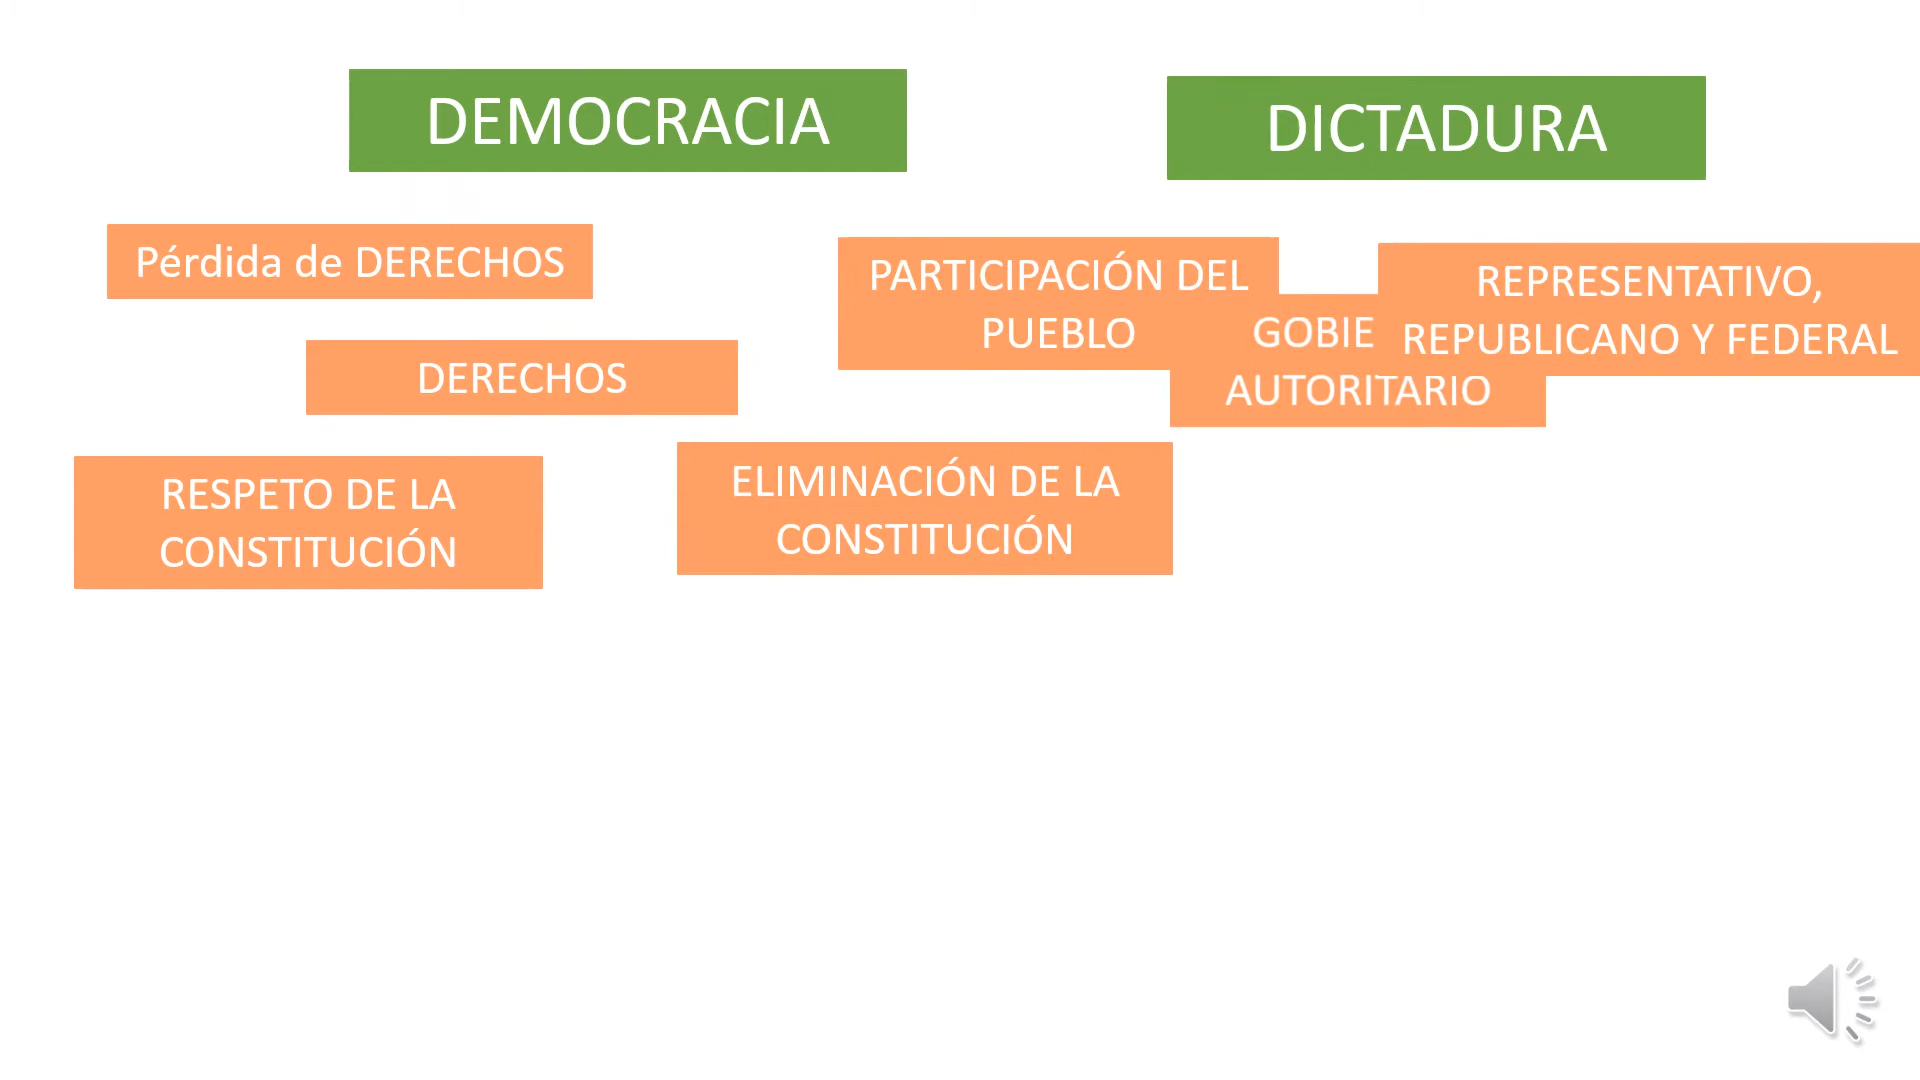 DEMOCRACIA
DICTADURA
Pérdida de DERECHOS
DERECHOS
RESPETO DE LA
CONSTITUCIÓN
PARTICIPACIÓN DEL
PUEBLO
ELIMINACIÓN DE LA
CONSTITUCIÓN
AUTORITARIO
REPRESENTATIVO,
REPUBLICANO Y FEDERAL